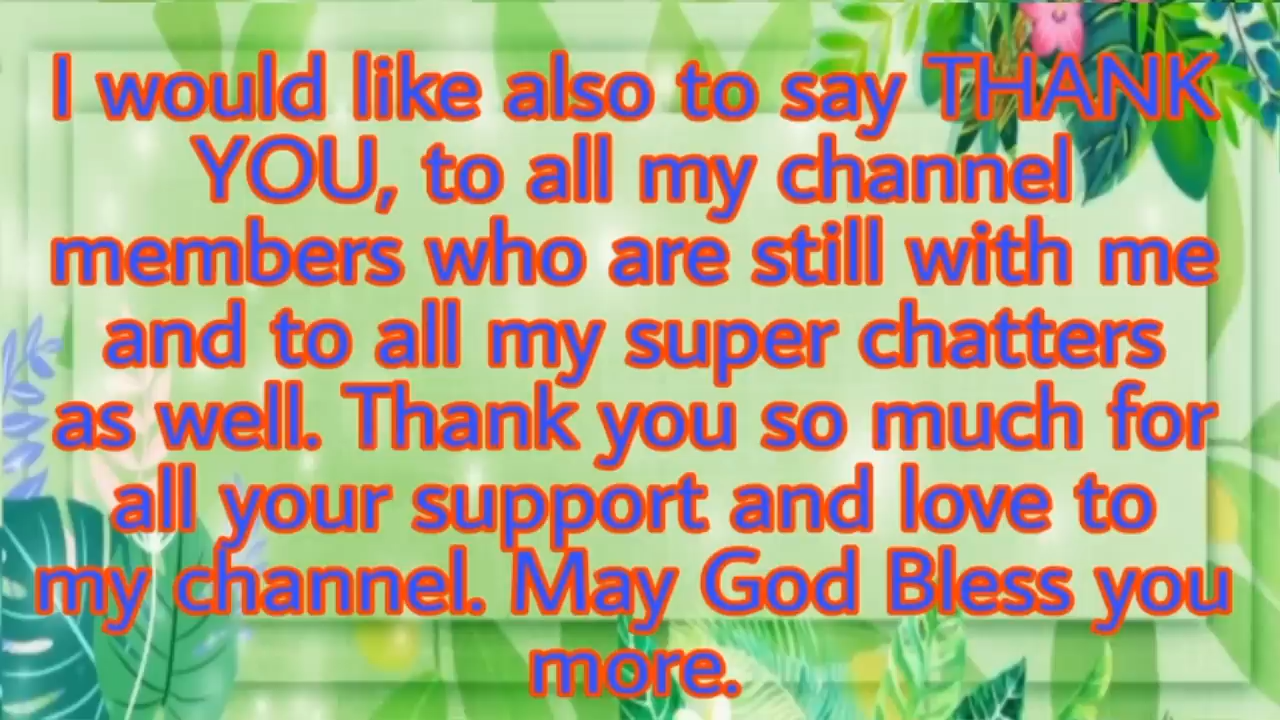 I would like also to say THANK
YOU, to all my channel
members who are still with me
and to all my super chatters
as well. Thank you so much for
all your support and love to
my channel. May God Bless you
more.